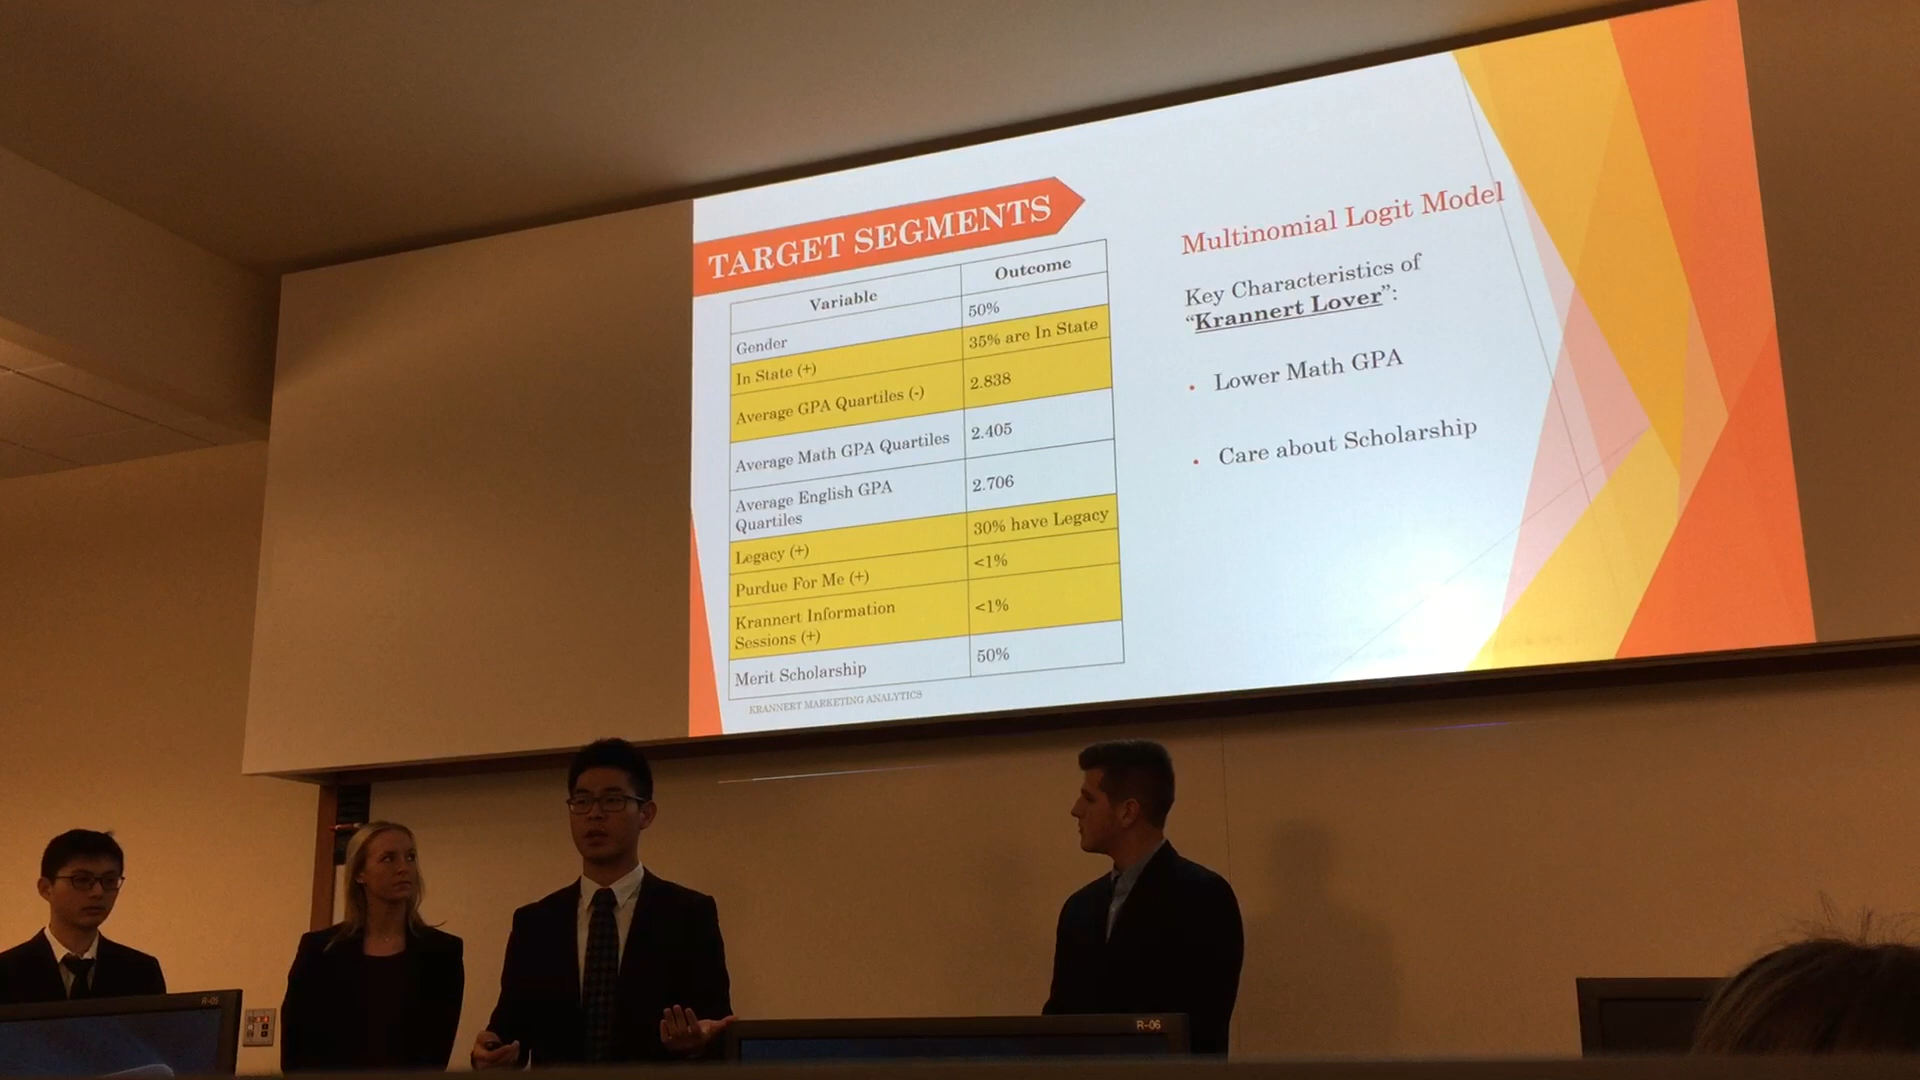 TARGET SEGMENTS
Variable Outcome
Gender 50%
In State (+) 35% are In State
Average GPA Quartiles (-) 2.838
Average Math GPA Quartiles 2.405
Average English GPA
Quartiles 2.706
Legacy (+) 30% have Legacy
Purdue For Me (+) <1%
Krannert Information
Sessions (+) <1%
Merit Scholarship 50%
KRANNERT MARKETING ANALYTICS
Multinomial Logit Model
Key Characteristics of
“Krannert Lover”:
• Lower Math GPA
• Care about Scholarship
R-05
R-06